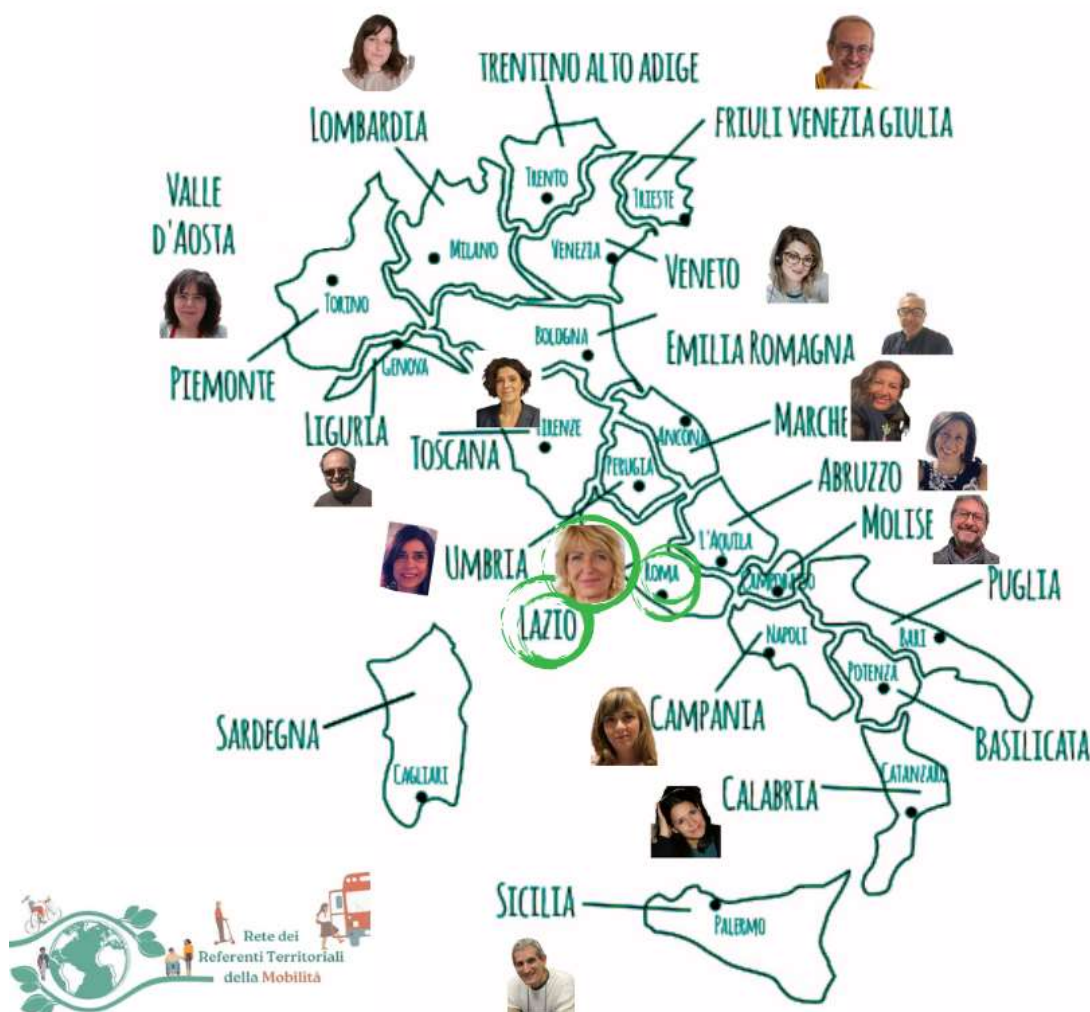 TRENTINO ALTO ADIGE
LOMBARDIA
FRIULI VENEZIA GIULIA
VALLE
D'AOSTA
TRENTO
TRIESTE
MILANO
VENEZIA
VENETO
TORINO
BOLOGNA
EMILIA ROMAGNA
GENOVA
PIEMONTE
LIGURIA
TOSCANA
IRENZE
ANCONA
MARCHE
PERUGIA
ABRUZZO
L'AQUILA
MOLISE
UMBRIA
ROMA
PUGLIA
LAZIO
NAPOLI
BARI
POTENZA
CAMPANIA
SARDEGNA
BASILICATA
CAGLIARI
CATANZARO
CALABRIA
SICILIA
PALERMO
Rete dei
Referenti Territoriali
della Mobilità